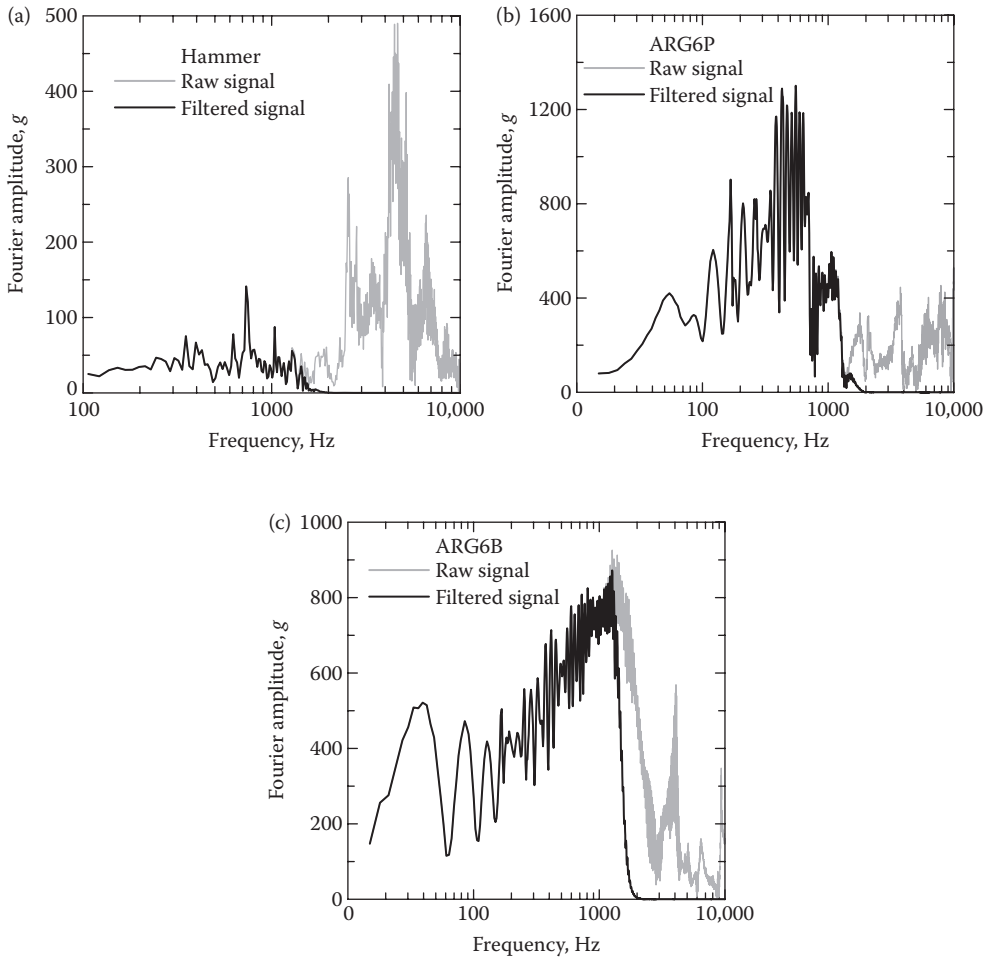 (a)
500
400
300
200
100
0
Fourier amplitude, g
Hammer
Raw signal
Filtered signal
100
1000
10,000
Frequency, Hz
(b)
1600
1200
800
400
0
Fourier amplitude, g
ARG6P
Raw signal
Filtered signal
0
100
1000
10,000
Frequency, Hz
(c)
1000
800
600
400
200
0
Fourier amplitude, g
ARG6B
Raw signal
Filtered signal
0
100
1000
10,000
Frequency, Hz